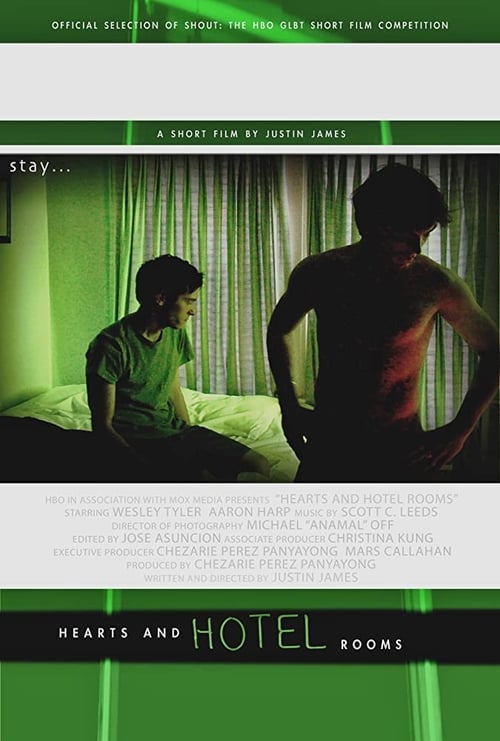 OFFICIAL SELECTION OF SHOUT: THE HBO GLBT SHORT FILM COMPETITION
A SHORT FILM BY JUSTIN JAMES
stay...
HBO IN ASSOCIATION WITH MOX MEDIA PRESENTS "HEARTS AND HOTEL ROOMS"
STARRING WESLEY TYLER AARON HARP MUSIC BY SCOTT C. LEEDS
DIRECTOR OF PHOTOGRAPHY MICHAEL "ANAMAL" OFF
EDITED BY JOSE ASUNCION ASSOCIATE PRODUCER CHRISTINA KUNG
EXECUTIVE PRODUCER CHEZARIE PEREZ PANYAYONG MARS CALLAHAN
PRODUCED BY CHEZARIE PEREZ PANYAYONG
WRITTEN AND DIRECTED BY JUSTIN JAMES
HEARTS AND HOTEL ROOMS